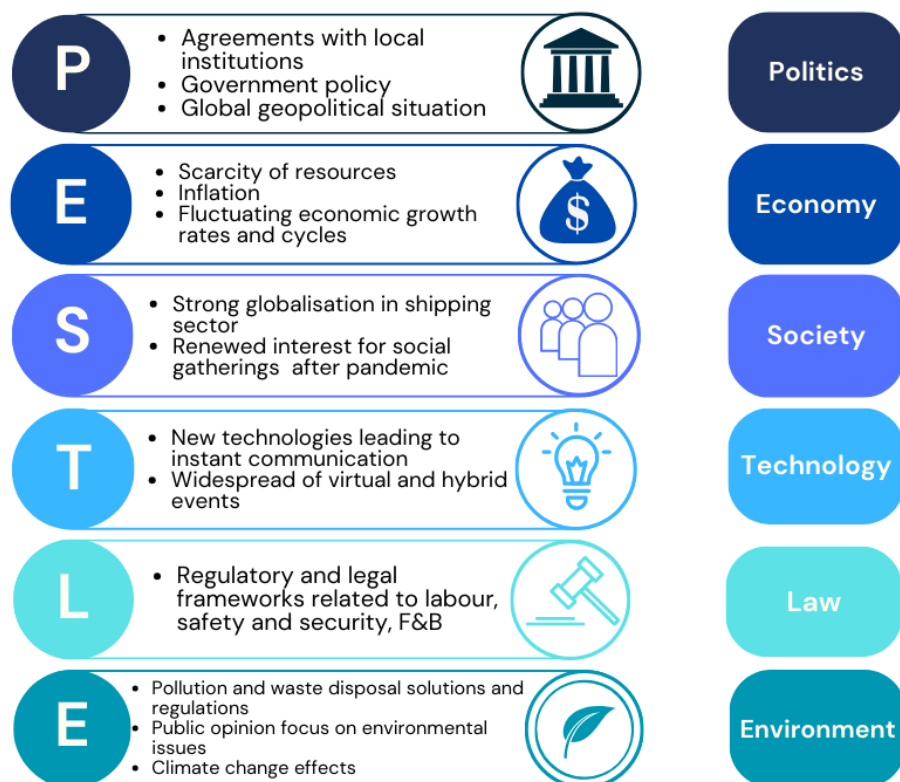 P
• Agreements with local
institutions
• Government policy
• Global geopolitical situation
$
Politics
E
• Scarcity of resources
• Inflation
• Fluctuating economic growth
rates and cycles
Economy
S
• Strong globalisation in shipping
sector
• Renewed interest for social
gatherings after pandemic
Society
T
• New technologies leading to
instant communication
• Widespread of virtual and hybrid
events
Technology
L
• Regulatory and legal
frameworks related to labour,
safety and security, F&B
Law
E
• Pollution and waste disposal solutions and
regulations
• Public opinion focus on environmental
issues
• Climate change effects
Environment